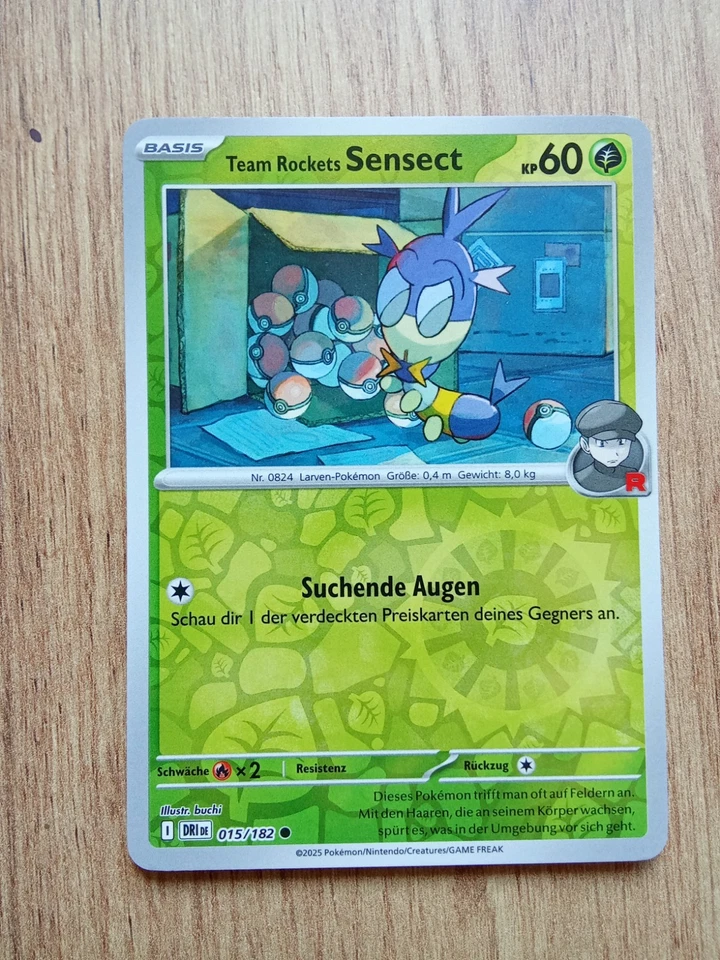 BASIS
Team Rockets Sensect KP 60
R
Nr. 0824 Larven-Pokémon Größe: 0,4 m Gewicht: 8,0 kg
Suchende Augen
Schau dir 1 der verdeckten Preiskarten deines Gegners an.
Schwäche ×2 Resistenz Rückzug
Dieses Pokémon trifft man oft auf Feldern an.
Mit den Haaren, die an seinem Körper wachsen,
spürt es, was in der Umgebung vor sich geht.
Illustr. buchi
I DRI DE 015/182
©2025 Pokémon/Nintendo/Creatures/GAME FREAK